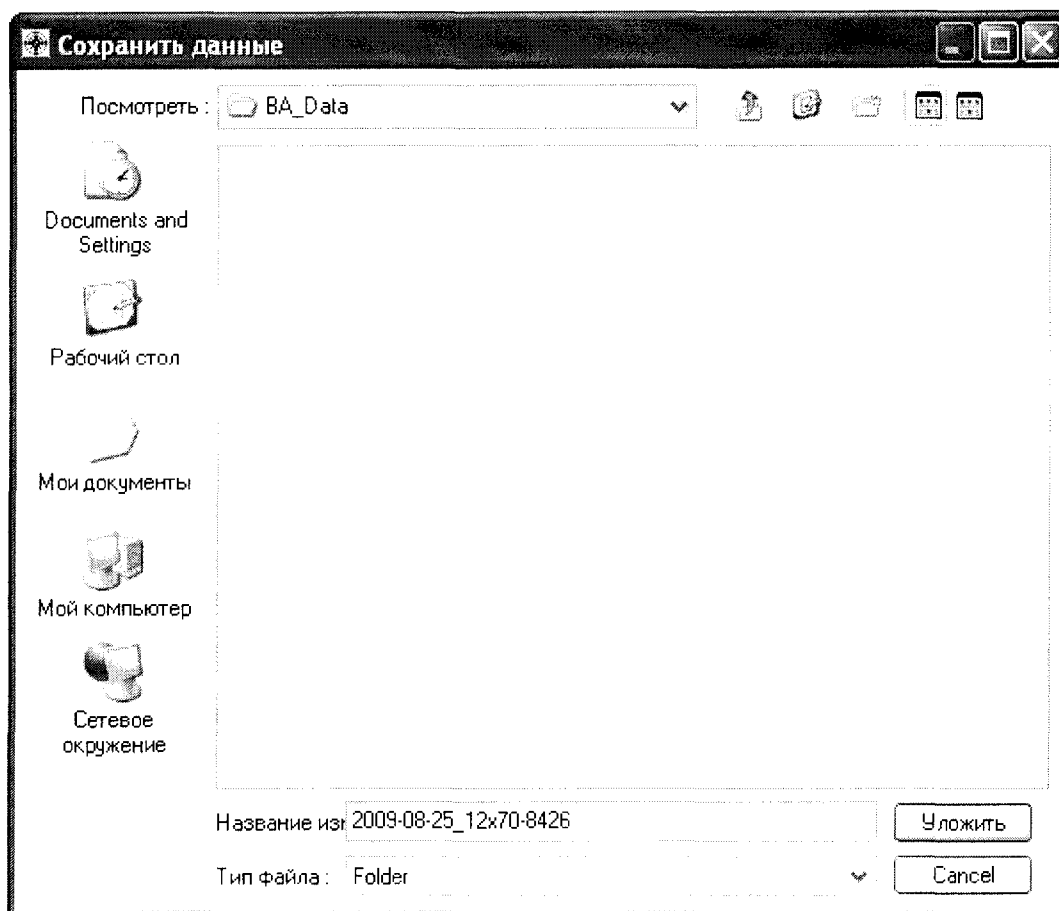 Сохранить данные
Посмотреть : BA_Data
Documents and
Settings
Рабочий стол
Мои документы
Мой компьютер
Сетевое
окружение
Название изг 2009-08-25_12x70-8426 Уложить
Тип файла : Folder Cancel